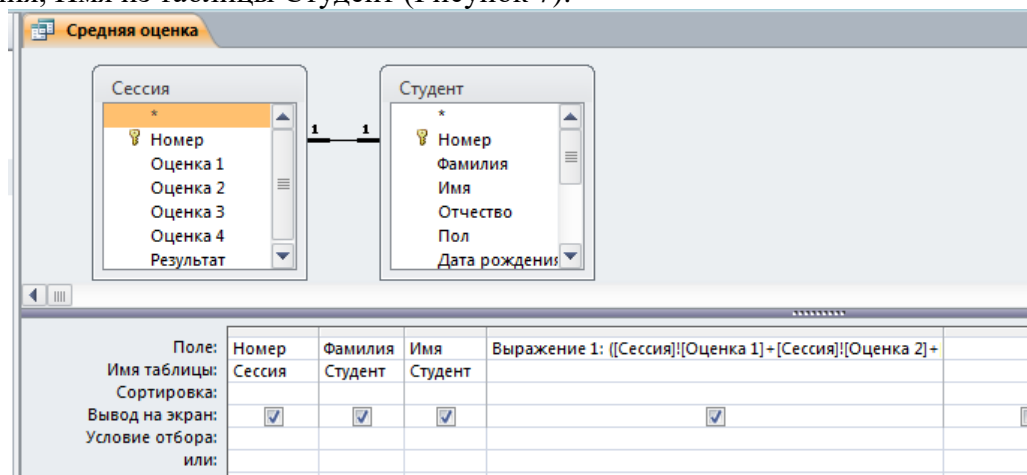 Имя из таблицы Студент (Рисунок 7).
Средняя оценка
Сессия
*
Номер
Оценка 1
Оценка 2
Оценка 3
Оценка 4
Результат
1 1
Студент
*
Номер
Фамилия
Имя
Отчество
Пол
Дата рождения
Поле: Номер Фамилия Имя Выражение 1: ([Сессия]![Оценка 1]+[Сессия]![Оценка 2]+
Имя таблицы: Сессия Студент Студент
Сортировка:
Вывод на экран:
Условие отбора:
или: